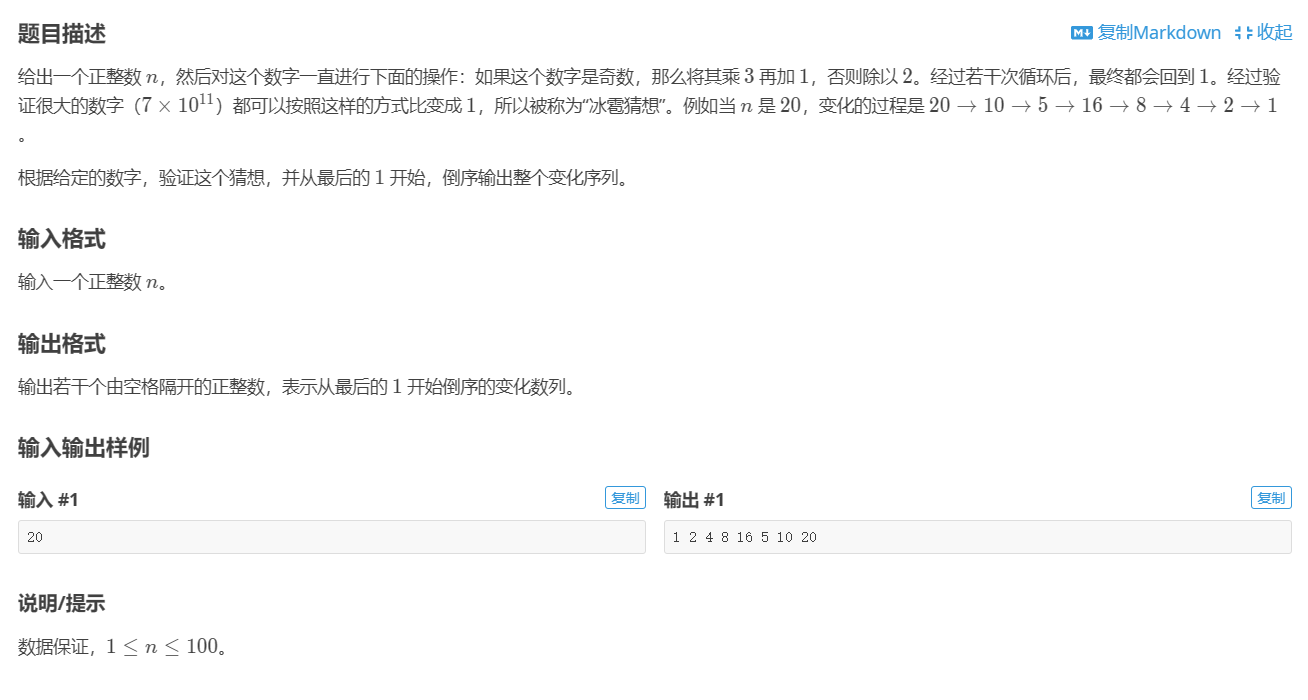 题目描述
复制Markdown 收起
给出一个正整数 n，然后对这个数字一直进行下面的操作：如果这个数字是奇数，那么将其乘 3 再加 1，否则除以 2。经过若干次循环后，最终都会回到 1。经过验
证很大的数字（7 × 10¹¹）都可以按照这样的方式比变成 1，所以被称为“冰雹猜想”。例如当 n 是 20，变化的过程是 20 → 10 → 5 → 16 → 8 → 4 → 2 → 1
。
根据给定的数字，验证这个猜想，并从最后的 1 开始，倒序输出整个变化序列。
输入格式
输入一个正整数 n。
输出格式
输出若干个由空格隔开的正整数，表示从最后的 1 开始倒序的变化数列。
输入输出样例
输入 #1 复制
20
输出 #1 复制
1 2 4 8 16 5 10 20
说明/提示
数据保证，1 ≤ n ≤ 100。